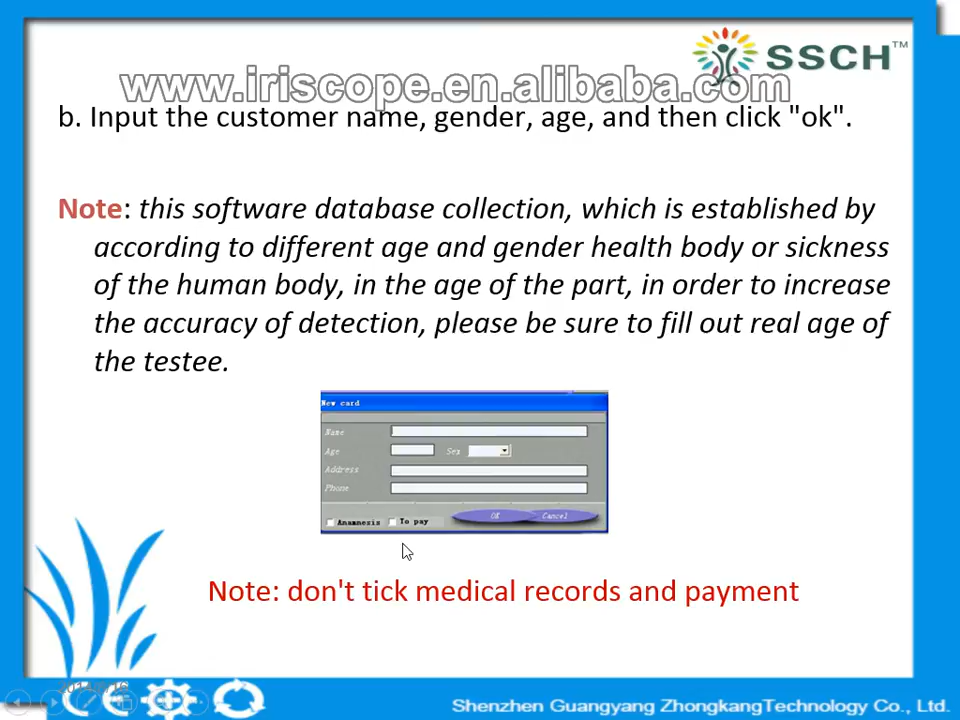 SSCH™
www.iriscope.en.alibaba.com
b. Input the customer name, gender, age, and then click "ok".
Note: this software database collection, which is established by
according to different age and gender health body or sickness
of the human body, in the age of the part, in order to increase
the accuracy of detection, please be sure to fill out real age of
the testee.
New card
Name
Age Sex
Address
Phone
Anamnesis To pay OK Cancel
Note: don't tick medical records and payment
Shenzhen Guangyang ZhongkangTechnology Co., Ltd.